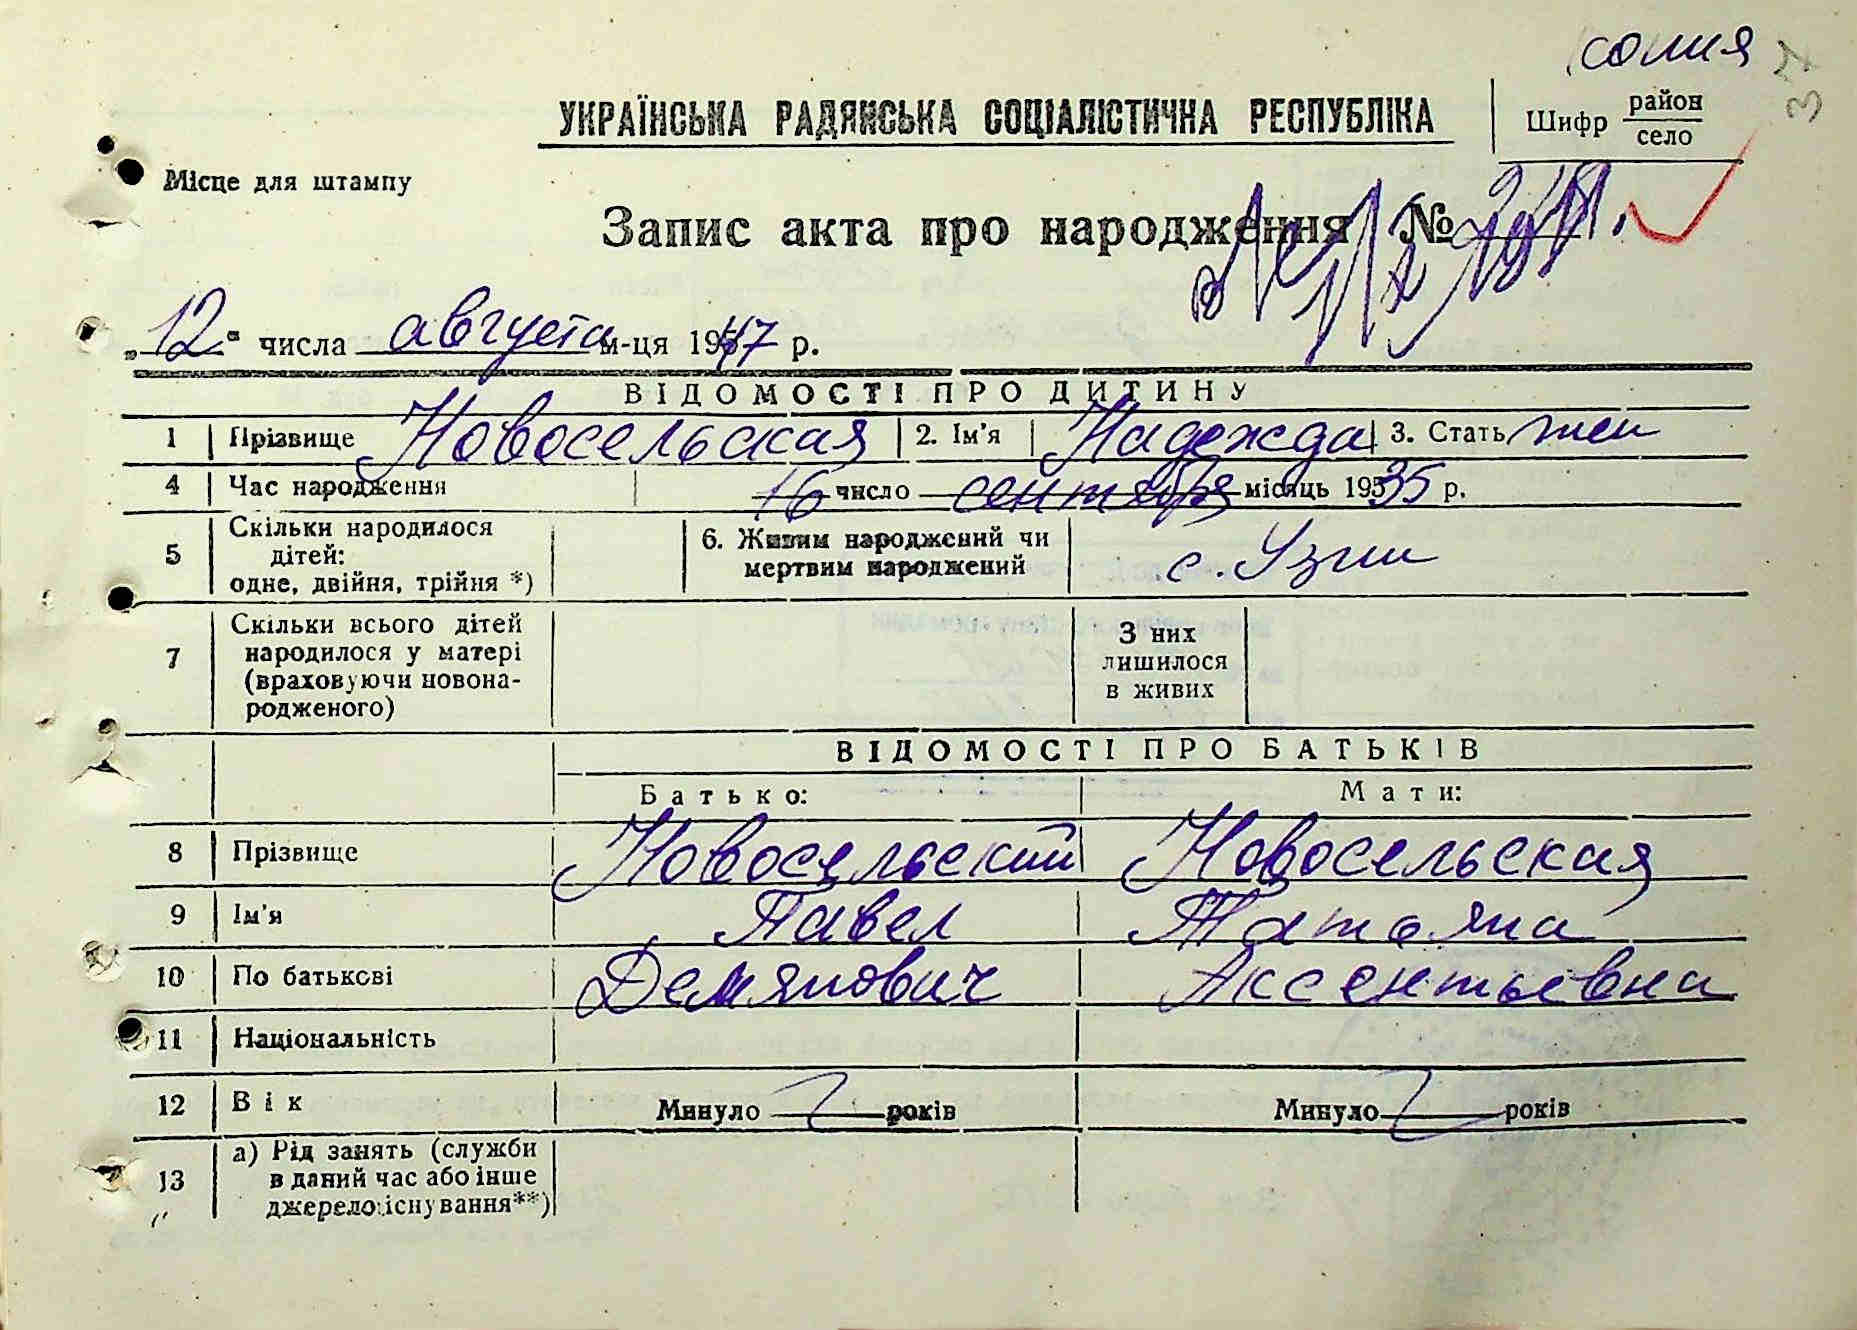 копия
37
УКРАЇНСЬКА РАДЯНСЬКА СОЦІАЛІСТИЧНА РЕСПУБЛІКА
Шифр район
село
Місце для штампу
Запис акта про народження №
„12“ числа августа м-ця 1947 р.
ВІДОМОСТІ ПРО ДИТИНУ
1 Прізвище Новосельская 2. Ім'я Надежда 3. Стать жен
4 Час народження 16 число сентября місяць 1935 р.
5 Скільки народилося дітей: одне, двійня, трійня *) 6. Живим народжений чи мертвим народжений с. Узин
7 Скільки всього дітей народилося у матері (враховуючи новонародженого) З них лишилося в живих
ВІДОМОСТІ ПРО БАТЬКІВ
Батько: Мати:
8 Прізвище Новосельский Новосельская
9 Ім'я Павел Татьяна
10 По батькові Демянович Аксентьевна
11 Національність
12 Вік Минуло років Минуло років
13 а) Рід занять (служби в даний час або інше джерело існування**)